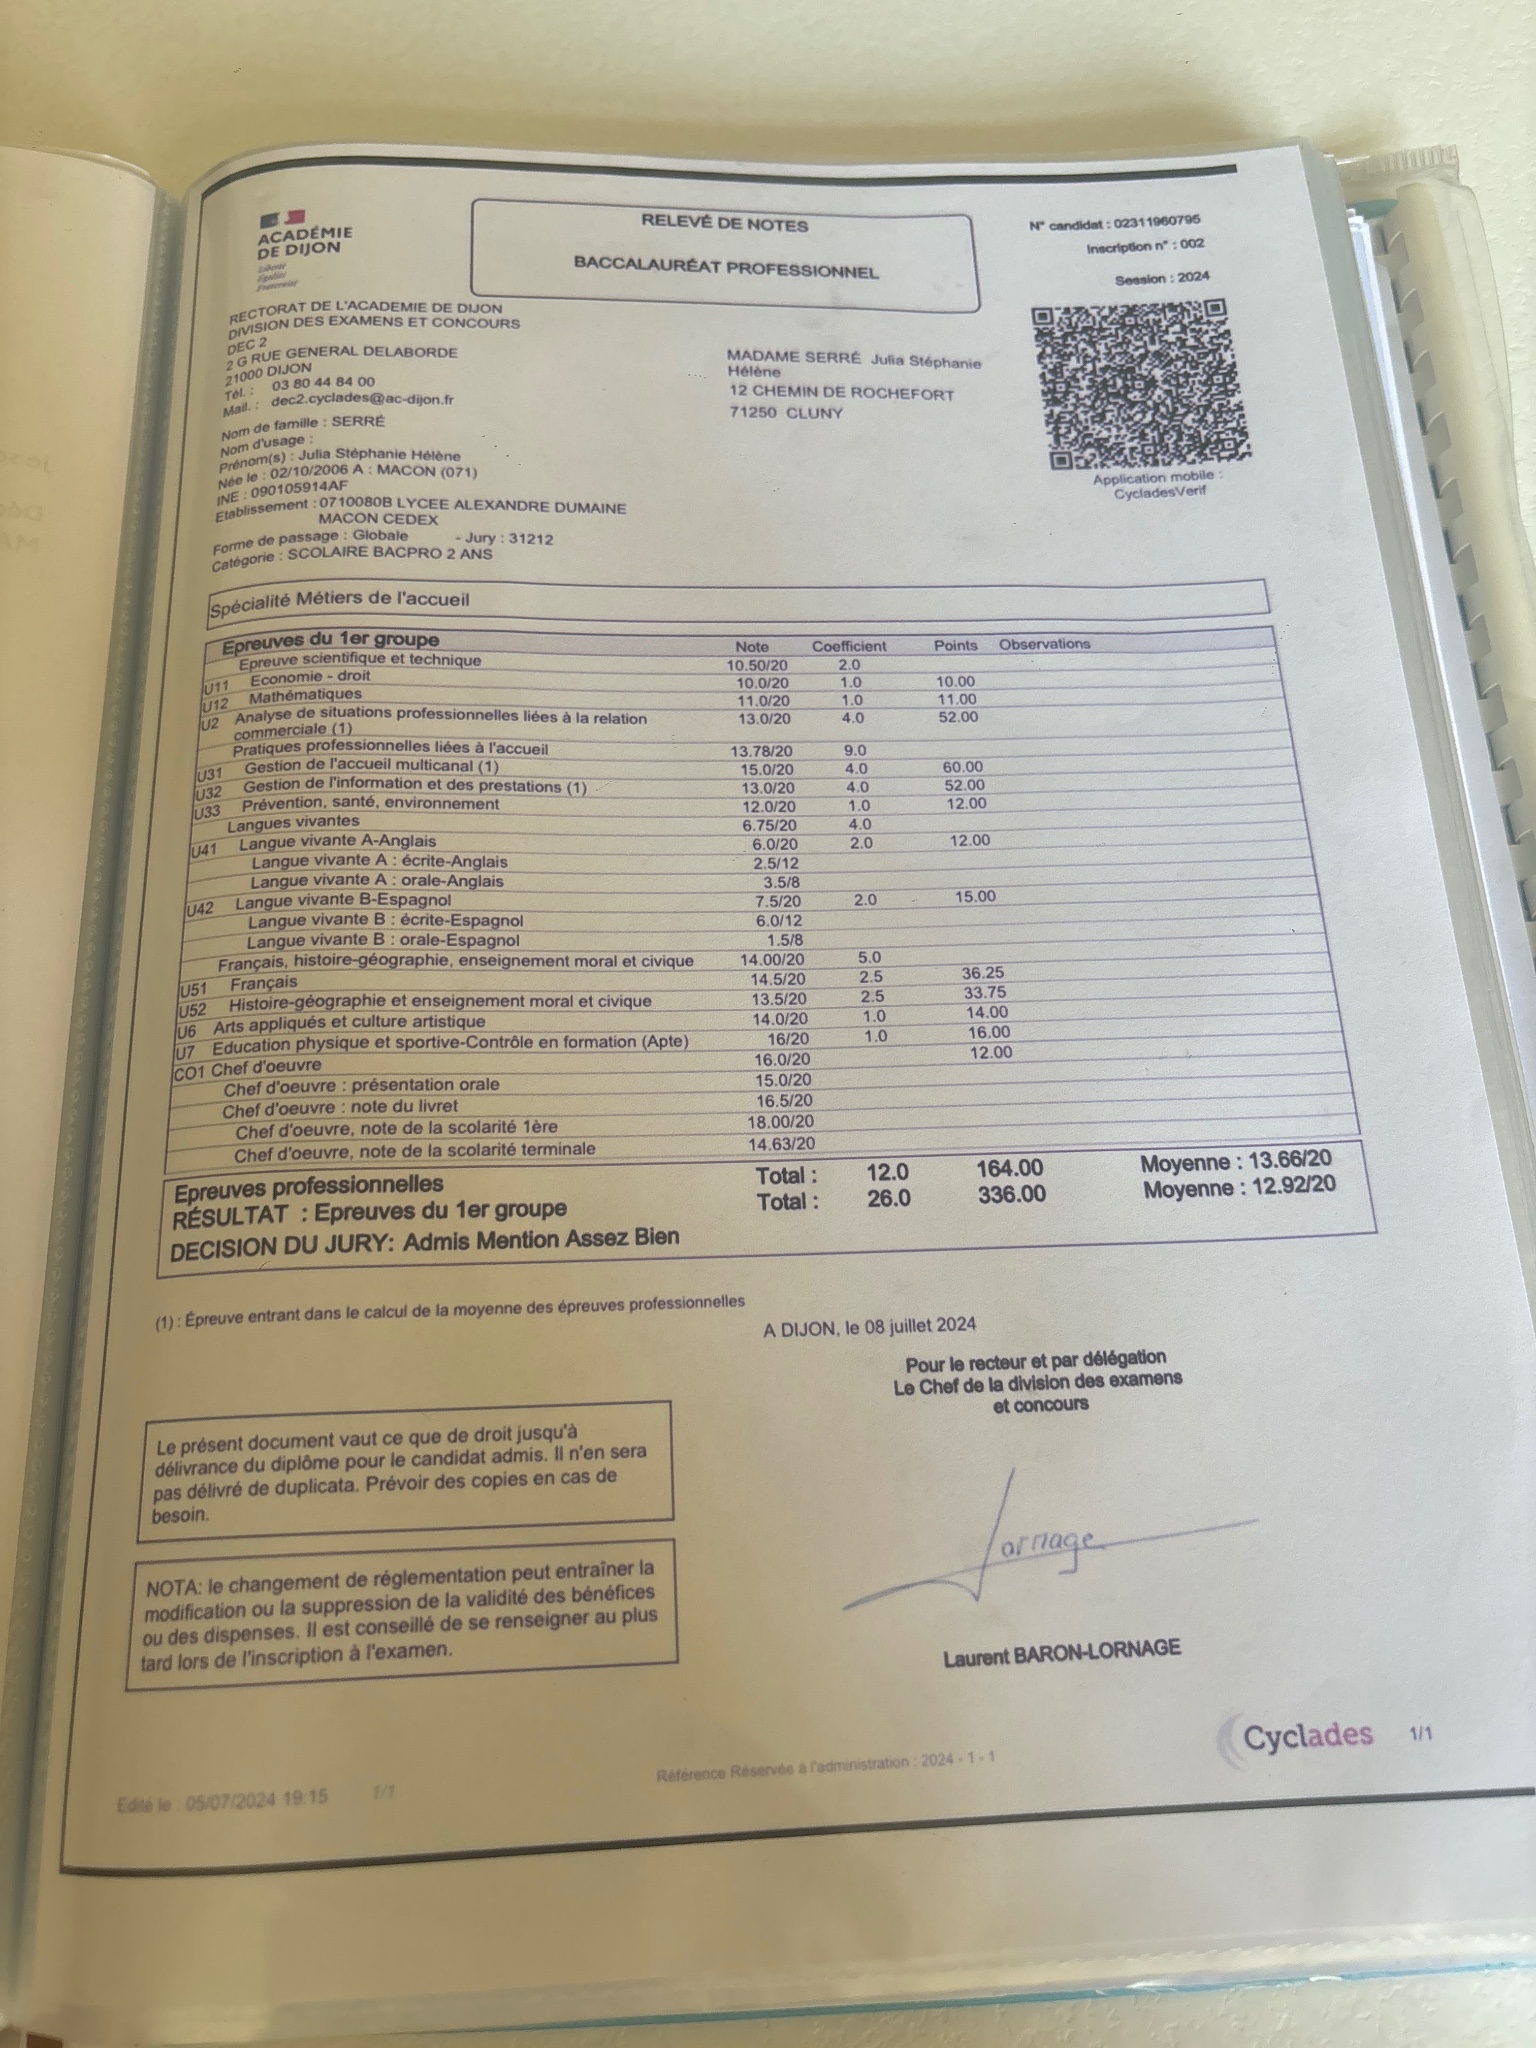 ACADÉMIE
DE DIJON
Liberté
Égalité
Fraternité
RELEVÉ DE NOTES
BACCALAURÉAT PROFESSIONNEL
N° candidat : 02311960795
Inscription n° : 002
Session : 2024
RECTORAT DE L'ACADEMIE DE DIJON
DIVISION DES EXAMENS ET CONCOURS
DEC 2
2 G RUE GENERAL DELABORDE
21000 DIJON
Tél. : 03 80 44 84 00
Mail. : dec2.cyclades@ac-dijon.fr
MADAME SERRÉ Julia Stéphanie
Hélène
12 CHEMIN DE ROCHEFORT
71250 CLUNY
Application mobile :
CycladesVerif
Nom de famille : SERRÉ
Nom d'usage :
Prénom(s) : Julia Stéphanie Hélène
Née le : 02/10/2006 A : MACON (071)
INE : 090105914AF
Etablissement : 0710080B LYCEE ALEXANDRE DUMAINE
MACON CEDEX
Forme de passage : Globale - Jury : 31212
Catégorie : SCOLAIRE BACPRO 2 ANS
Spécialité Métiers de l'accueil
Epreuves du 1er groupe Note Coefficient Points Observations
Epreuve scientifique et technique 10.50/20 2.0
U11 Economie - droit 10.0/20 1.0 10.00
U12 Mathématiques 11.0/20 1.0 11.00
U2 Analyse de situations professionnelles liées à la relation 13.0/20 4.0 52.00
commerciale (1)
Pratiques professionnelles liées à l'accueil 13.78/20 9.0
U31 Gestion de l'accueil multicanal (1) 15.0/20 4.0 60.00
U32 Gestion de l'information et des prestations (1) 13.0/20 4.0 52.00
U33 Prévention, santé, environnement 12.0/20 1.0 12.00
Langues vivantes 6.75/20 4.0
U41 Langue vivante A-Anglais 6.0/20 2.0 12.00
Langue vivante A : écrite-Anglais 2.5/12
Langue vivante A : orale-Anglais 3.5/8
U42 Langue vivante B-Espagnol 7.5/20 2.0 15.00
Langue vivante B : écrite-Espagnol 6.0/12
Langue vivante B : orale-Espagnol 1.5/8
Français, histoire-géographie, enseignement moral et civique 14.00/20 5.0
U51 Français 14.5/20 2.5 36.25
U52 Histoire-géographie et enseignement moral et civique 13.5/20 2.5 33.75
U6 Arts appliqués et culture artistique 14.0/20 1.0 14.00
U7 Education physique et sportive-Contrôle en formation (Apte) 16/20 1.0 16.00
CO1 Chef d'oeuvre 16.0/20 12.00
Chef d'oeuvre : présentation orale 15.0/20
Chef d'oeuvre : note du livret 16.5/20
Chef d'oeuvre, note de la scolarité 1ère 18.00/20
Chef d'oeuvre, note de la scolarité terminale 14.63/20
Epreuves professionnelles Total : 12.0 164.00 Moyenne : 13.66/20
RÉSULTAT : Epreuves du 1er groupe Total : 26.0 336.00 Moyenne : 12.92/20
DECISION DU JURY: Admis Mention Assez Bien
(1) : Épreuve entrant dans le calcul de la moyenne des épreuves professionnelles
A DIJON, le 08 juillet 2024
Pour le recteur et par délégation
Le Chef de la division des examens
et concours
Le présent document vaut ce que de droit jusqu'à
délivrance du diplôme pour le candidat admis. Il n'en sera
pas délivré de duplicata. Prévoir des copies en cas de
besoin.
Lornage
NOTA: le changement de réglementation peut entraîner la
modification ou la suppression de la validité des bénéfices
ou des dispenses. Il est conseillé de se renseigner au plus
tard lors de l'inscription à l'examen.
Laurent BARON-LORNAGE
Cyclades 1/1
Référence Réservée à l'administration : 2024 - 1 - 1
Edité le : 05/07/2024 19:15 1/1